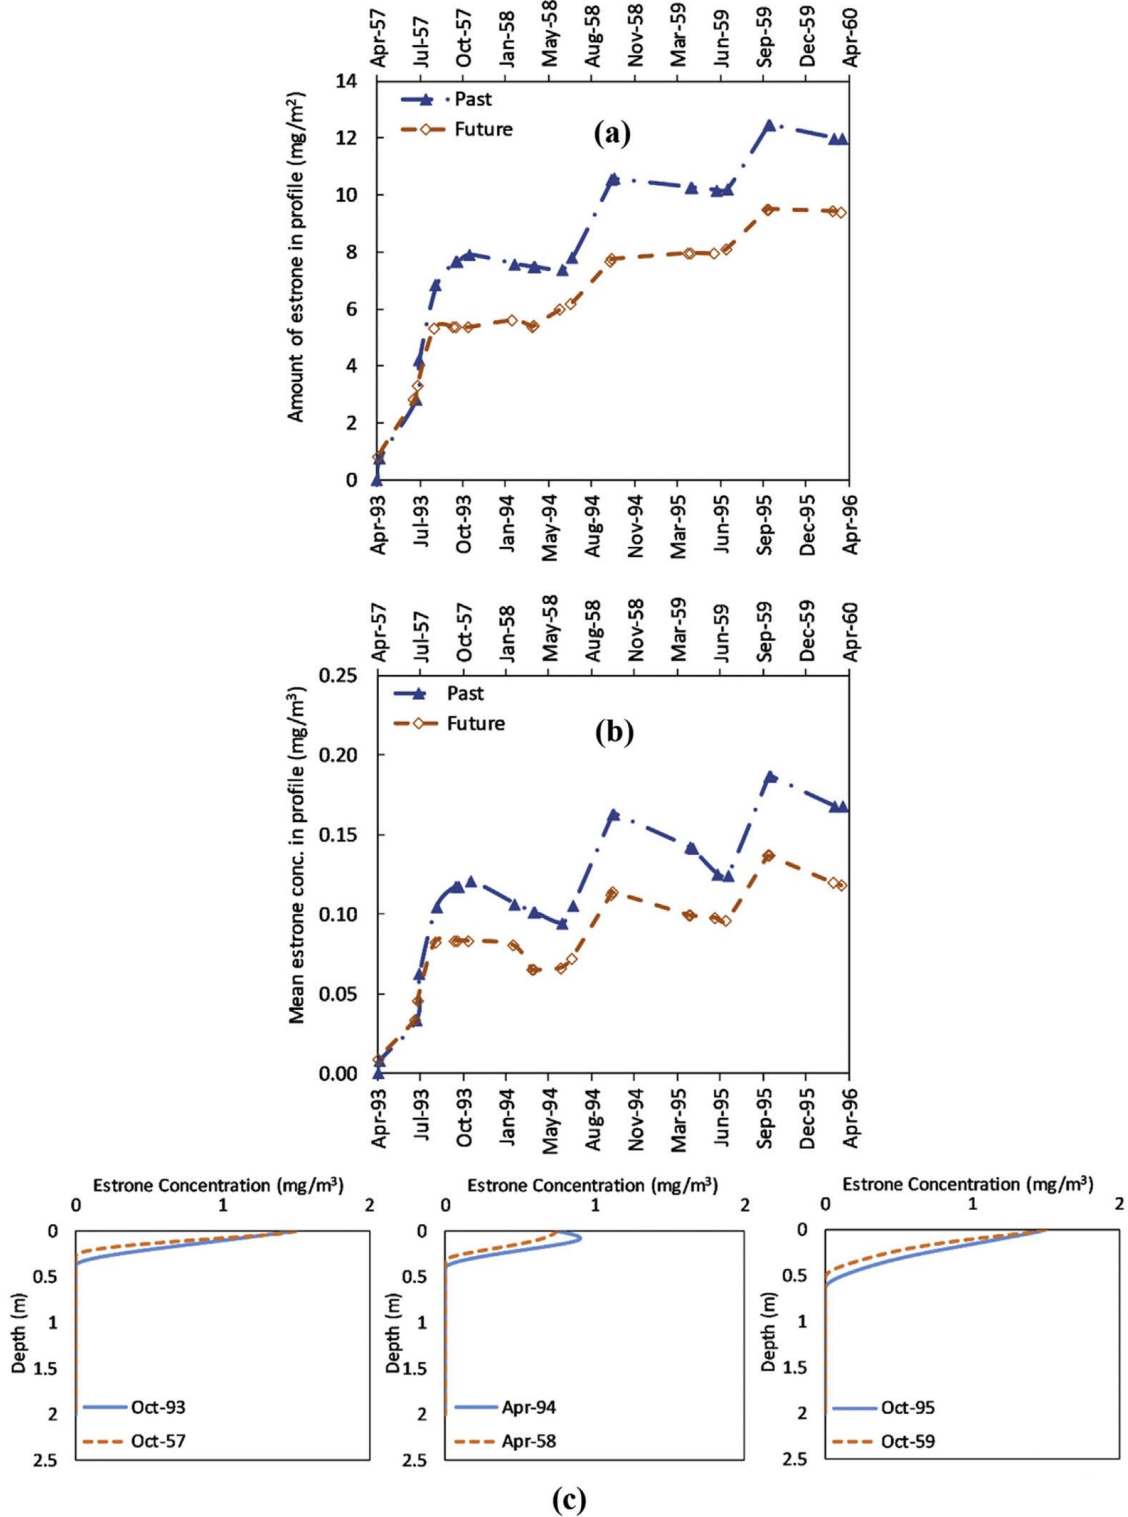 Apr-57 Jul-57 Oct-57 Jan-58 May-58 Aug-58 Nov-58 Mar-59 Jun-59 Sep-59 Dec-59 Apr-60
Amount of estrone in profile (mg/m²)
14
12
10
8
6
4
2
0
Past
Future
(a)
Apr-93 Jul-93 Oct-93 Jan-94 May-94 Aug-94 Nov-94 Mar-95 Jun-95 Sep-95 Dec-95 Apr-96
Apr-57 Jul-57 Oct-57 Jan-58 May-58 Aug-58 Nov-58 Mar-59 Jun-59 Sep-59 Dec-59 Apr-60
Mean estrone conc. in profile (mg/m³)
0.25
0.20
0.15
0.10
0.05
0.00
Past
Future
(b)
Apr-93 Jul-93 Oct-93 Jan-94 May-94 Aug-94 Nov-94 Mar-95 Jun-95 Sep-95 Dec-95 Apr-96
Estrone Concentration (mg/m³)
0 1 2
Depth (m)
0
0.5
1
1.5
2
2.5
Oct-93
Oct-57
Estrone Concentration (mg/m³)
0 1 2
Depth (m)
0
0.5
1
1.5
2
2.5
Apr-94
Apr-58
Estrone Concentration (mg/m³)
0 1 2
Depth (m)
0
0.5
1
1.5
2
2.5
Oct-95
Oct-59
(c)